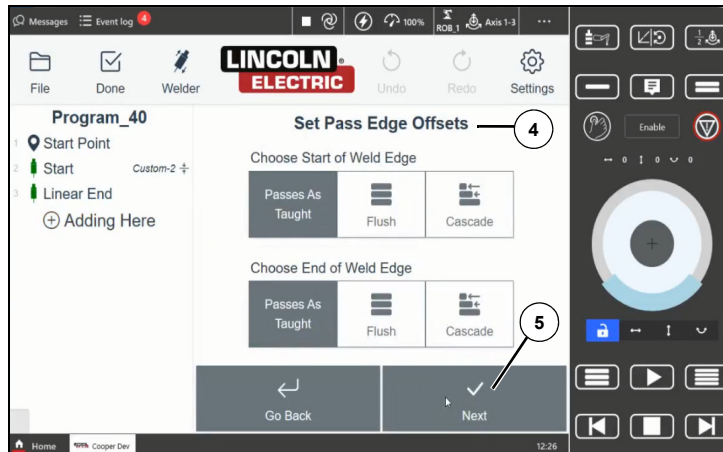 Messages Event log 4 100% ROB_1 Axis 1-3 ...
File Done Welder LINCOLN ® ELECTRIC Undo Redo Settings
Program_40
1 Start Point
2 Start Custom-2
3 Linear End
Adding Here
Set Pass Edge Offsets 4
Choose Start of Weld Edge
Passes As Taught
Flush
Cascade
Choose End of Weld Edge
Passes As Taught
Flush
Cascade
5
Go Back
Next
Home Cooper Dev 12:26
Enable
0 0 0